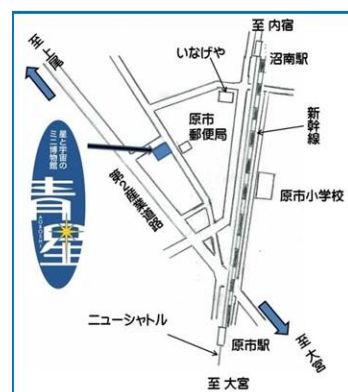 至 内宿
至上尾
いなげや
沼南駅
原市
郵便局
新幹線
星と宇宙の
ミニ博物館
青星
AOBOSHI
第2産業道路
原市小学校
ニューシャトル
原市駅
至大宮
至 大宮